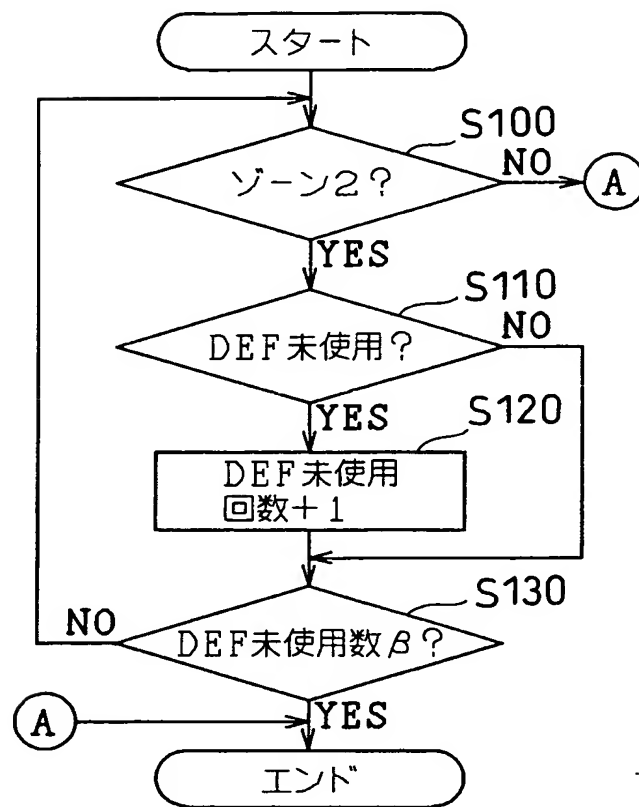 スタート
S100
ゾーン2?
NO
A
YES
S110
DEF未使用?
NO
YES
S120
DEF未使用
回数+1
S130
NO
DEF未使用数β?
A
YES
エンド